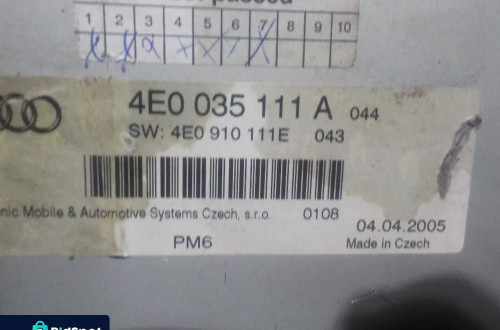 1 2 3 4 5 6 7 8 9 10
4E0 035 111 A 044
SW: 4E0 910 111E 043
nic Mobile & Automotive Systems Czech, s.r.o. 0108
04.04.2005
PM6 Made in Czech